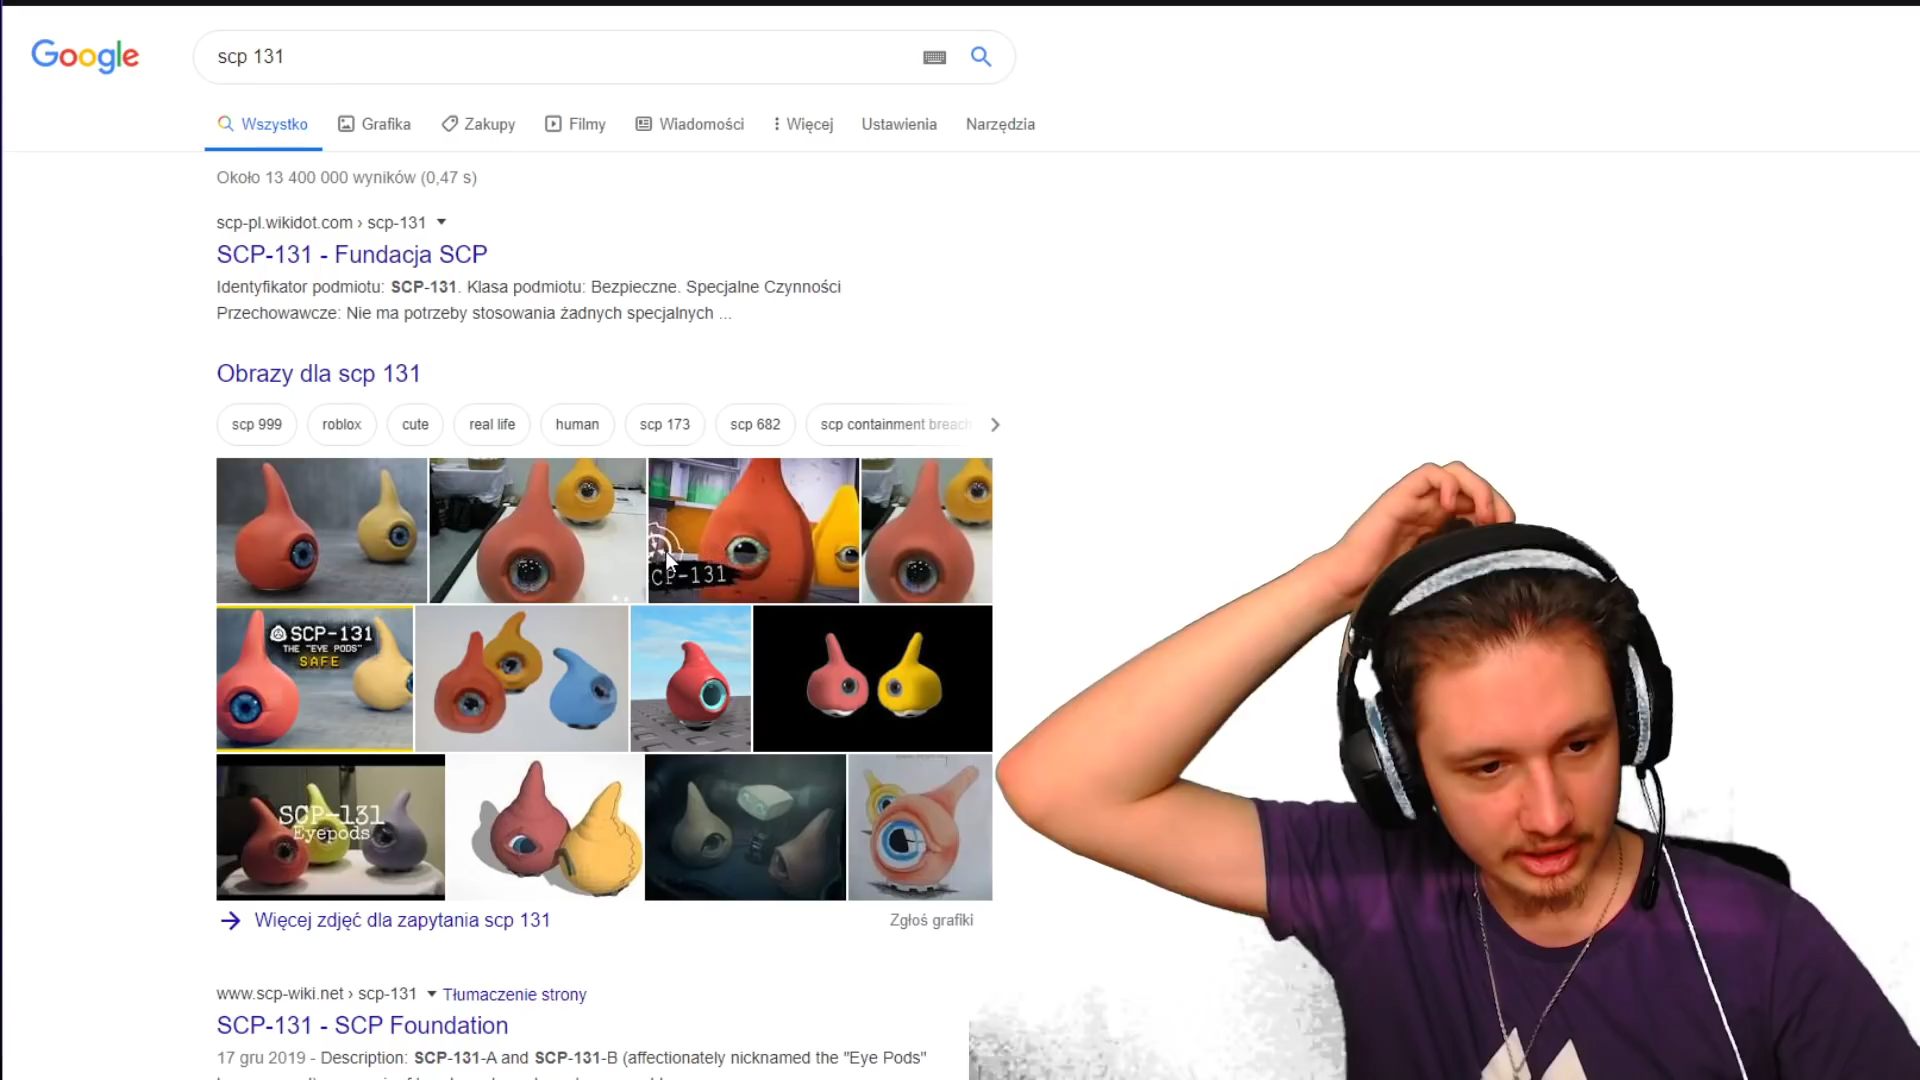 Google
scp 131
Wszystko
Grafika
Zakupy
Filmy
Wiadomości
Więcej
Ustawienia
Narzędzia
Około 13 400 000 wyników (0,47 s)
scp-pl.wikidot.com › scp-131
SCP-131 - Fundacja SCP
Identyfikator podmiotu: SCP-131. Klasa podmiotu: Bezpieczne. Specjalne Czynności
Przechowawcze: Nie ma potrzeby stosowania żadnych specjalnych ...
Obrazy dla scp 131
scp 999
roblox
cute
real life
human
scp 173
scp 682
scp containment breach
CP-131
SCP-131
THE "EYE PODS"
SAFE
SCP-131
Eyepods
Więcej zdjęć dla zapytania scp 131
Zgłoś grafiki
www.scp-wiki.net › scp-131
Tłumaczenie strony
SCP-131 - SCP Foundation
17 gru 2019 - Description: SCP-131-A and SCP-131-B (affectionately nicknamed the "Eye Pods"